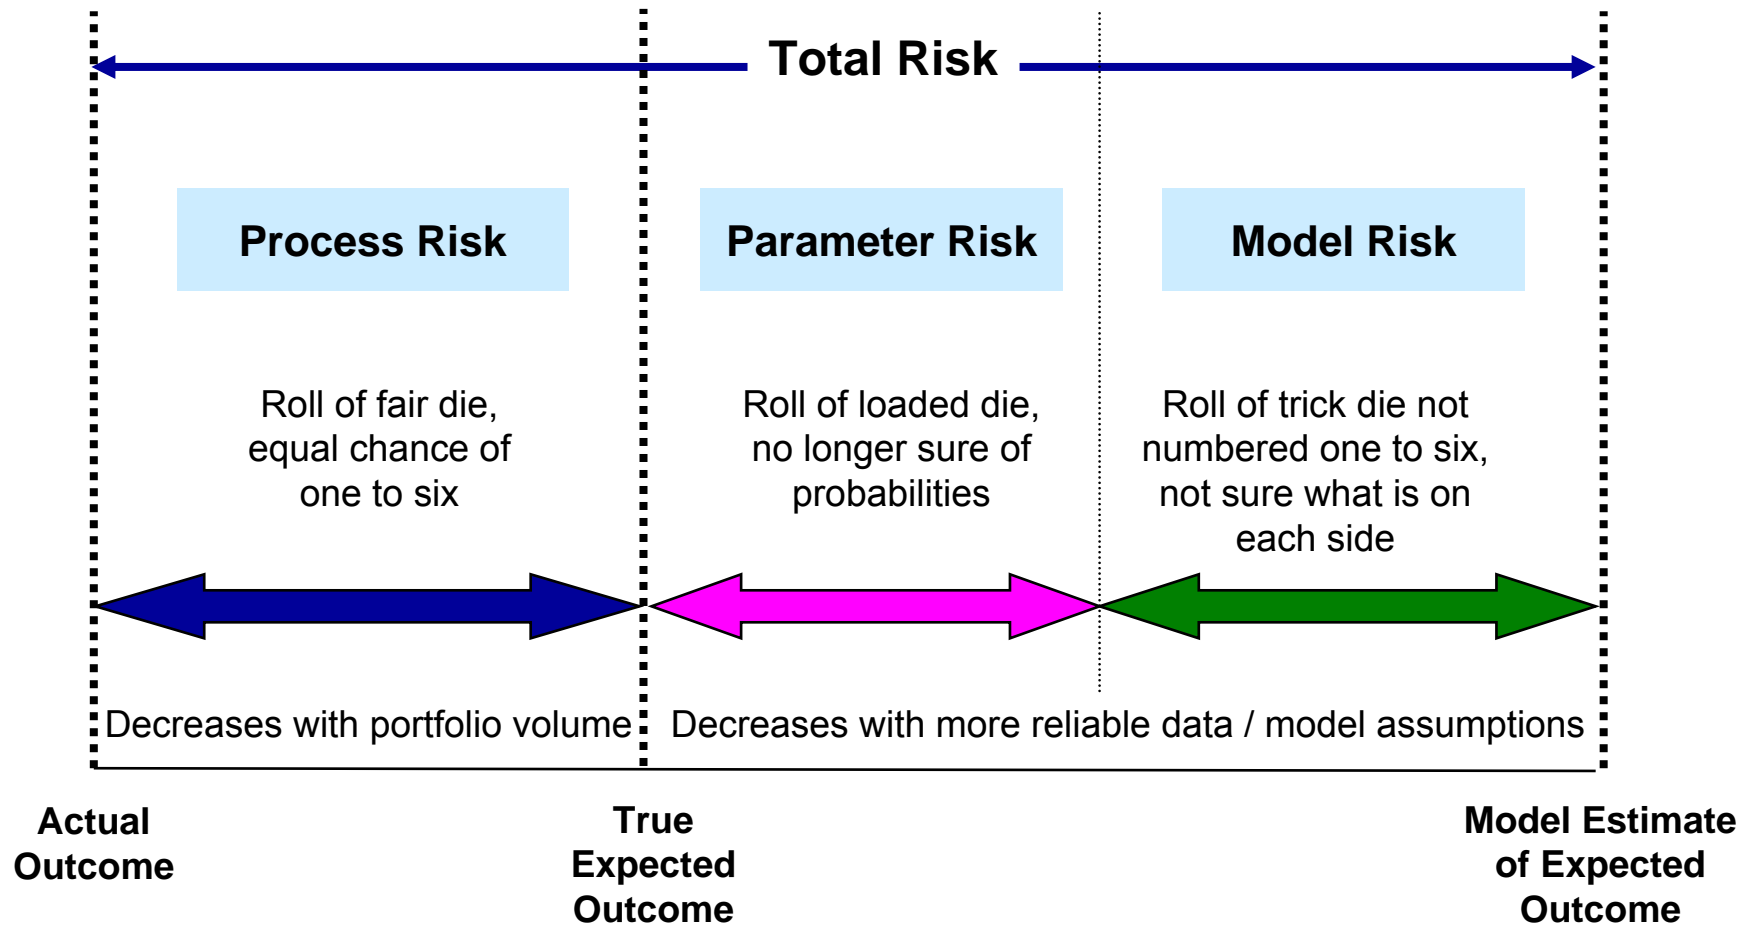 Total Risk
Process Risk
Parameter Risk
Model Risk
Roll of fair die,
equal chance of
one to six
Roll of loaded die,
no longer sure of
probabilities
Roll of trick die not
numbered one to six,
not sure what is on
each side
Decreases with portfolio volume
Decreases with more reliable data / model assumptions
Actual
Outcome
True
Expected
Outcome
Model Estimate
of Expected
Outcome